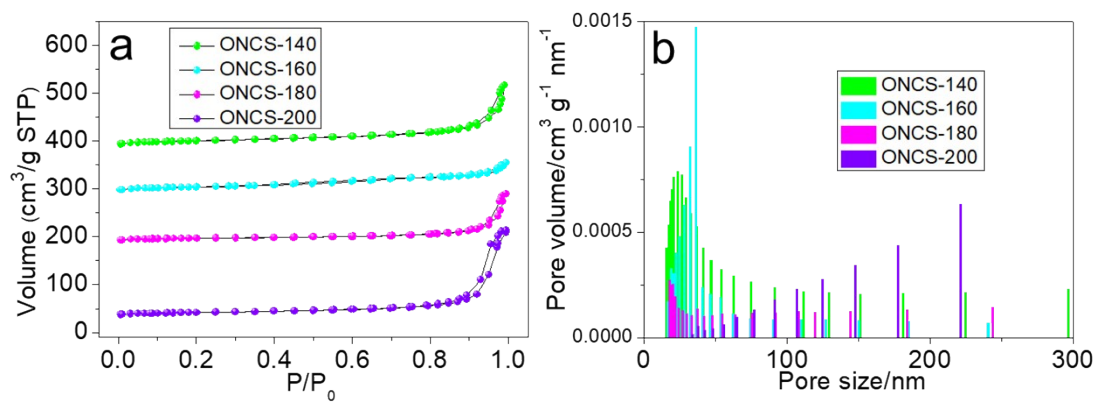 a
600
500
400
300
200
100
0
Volume (cm³/g STP)
ONCS-140
ONCS-160
ONCS-180
ONCS-200
0.0
0.2
0.4
0.6
0.8
1.0
P/P₀
b
0.0015
0.0010
0.0005
0.0000
Pore volume/cm³ g⁻¹ nm⁻¹
ONCS-140
ONCS-160
ONCS-180
ONCS-200
0
100
200
300
Pore size/nm